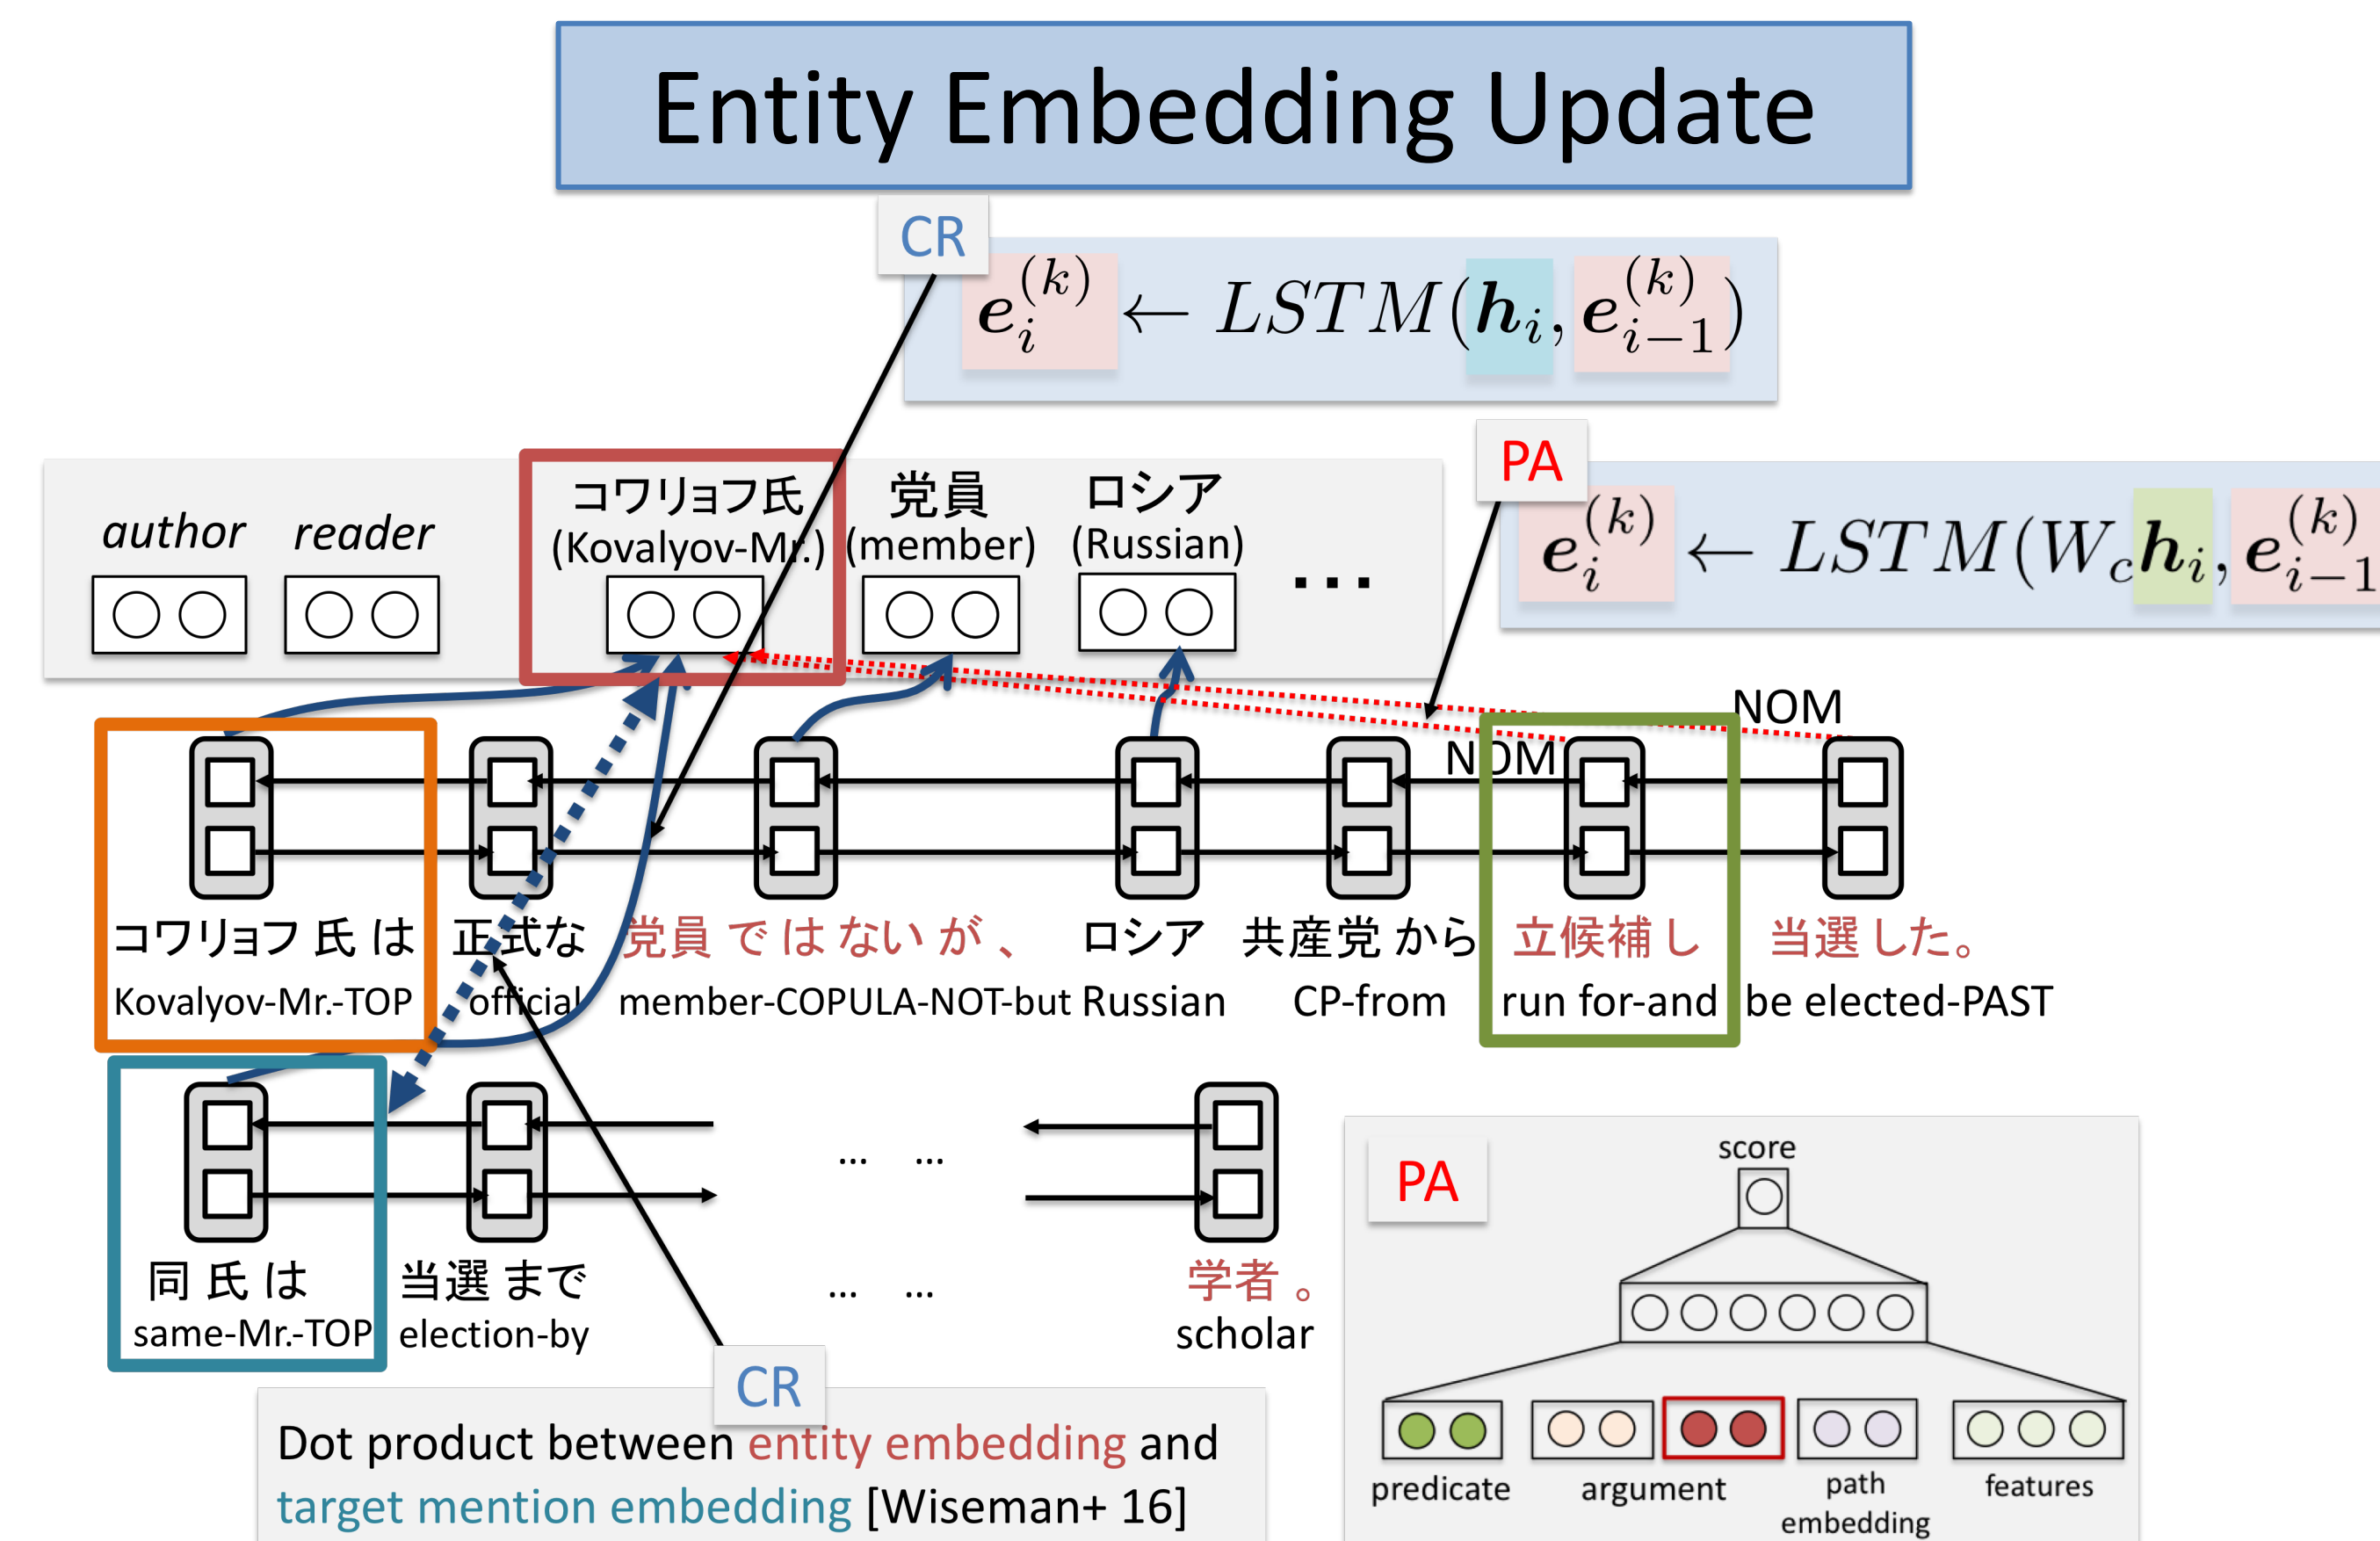 Entity Embedding Update
CR
e_i^{(k)} ← LSTM(h_i, e_{i-1}^{(k)})
PA
e_i^{(k)} ← LSTM(W_c h_i, e_{i-1}^{(k)}
author
reader
コワリョフ氏
(Kovalyov-Mr.)
党員
(member)
ロシア
(Russian)
...
NOM
NOM
コワリョフ 氏 は 正式な 党員 で は ない が 、 ロシア 共産党 から 立候補 し 当選 した。
Kovalyov-Mr.-TOP official member-COPULA-NOT-but Russian CP-from run for-and be elected-PAST
... ...
同 氏 は 当選 まで ... ... 学者 。
same-Mr.-TOP election-by scholar
CR
Dot product between entity embedding and
target mention embedding [Wiseman+ 16]
PA
score
predicate
argument
path
embedding
features